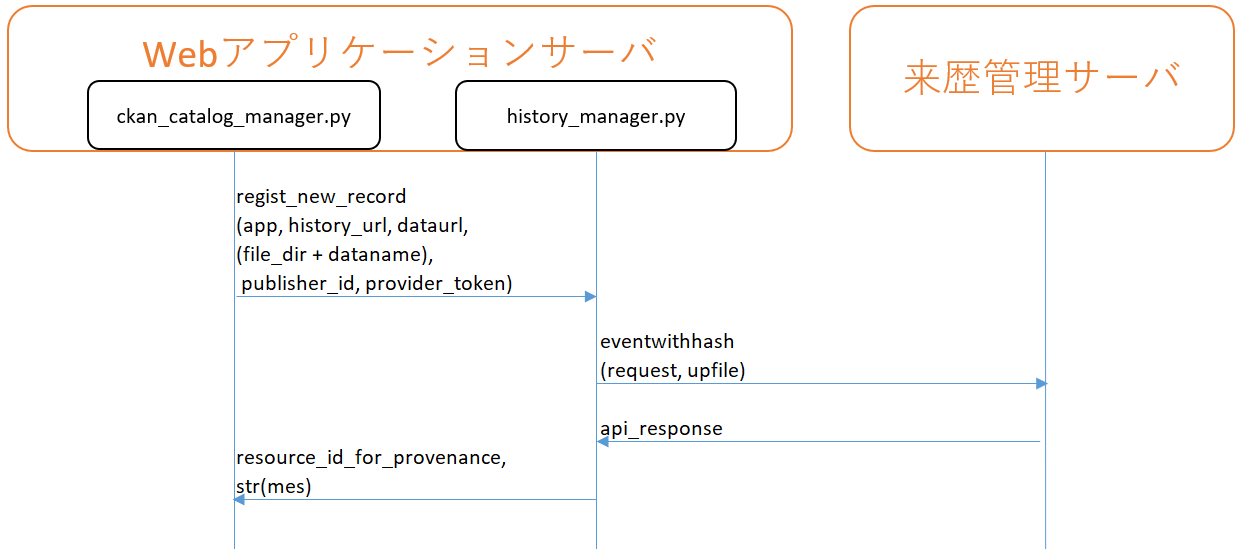 Webアプリケーションサーバ
来歴管理サーバ
ckan_catalog_manager.py
history_manager.py
regist_new_record
(app, history_url, dataurl,
(file_dir + dataname),
publisher_id, provider_token)
eventwithhash
(request, upfile)
api_response
resource_id_for_provenance,
str(mes)